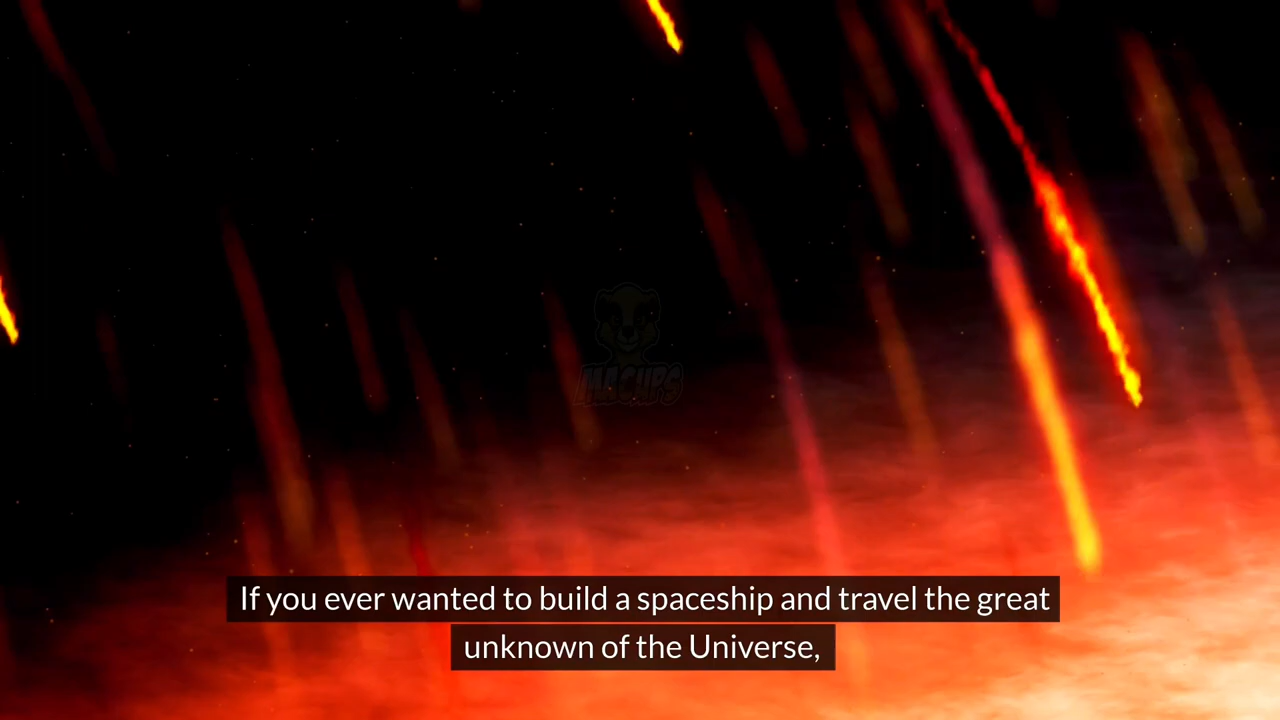 If you ever wanted to build a spaceship and travel the great
unknown of the Universe,